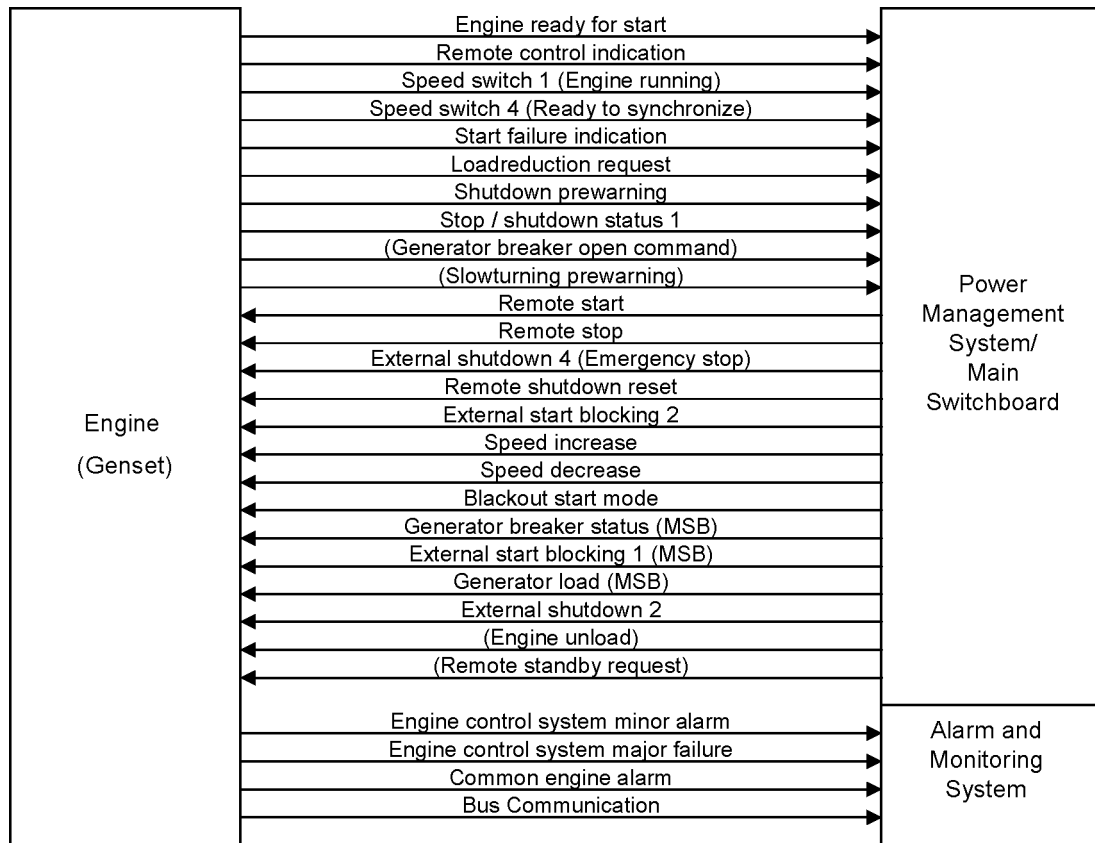 Engine ready for start
Remote control indication
Speed switch 1 (Engine running)
Speed switch 4 (Ready to synchronize)
Start failure indication
Loadreduction request
Shutdown prewarning
Stop / shutdown status 1
(Generator breaker open command)
(Slowturning prewarning)
Remote start
Remote stop
External shutdown 4 (Emergency stop)
Remote shutdown reset
External start blocking 2
Speed increase
Speed decrease
Blackout start mode
Generator breaker status (MSB)
External start blocking 1 (MSB)
Generator load (MSB)
External shutdown 2
(Engine unload)
(Remote standby request)
Engine control system minor alarm
Engine control system major failure
Common engine alarm
Bus Communication
Engine
(Genset)
Power
Management
System/
Main
Switchboard
Alarm and
Monitoring
System